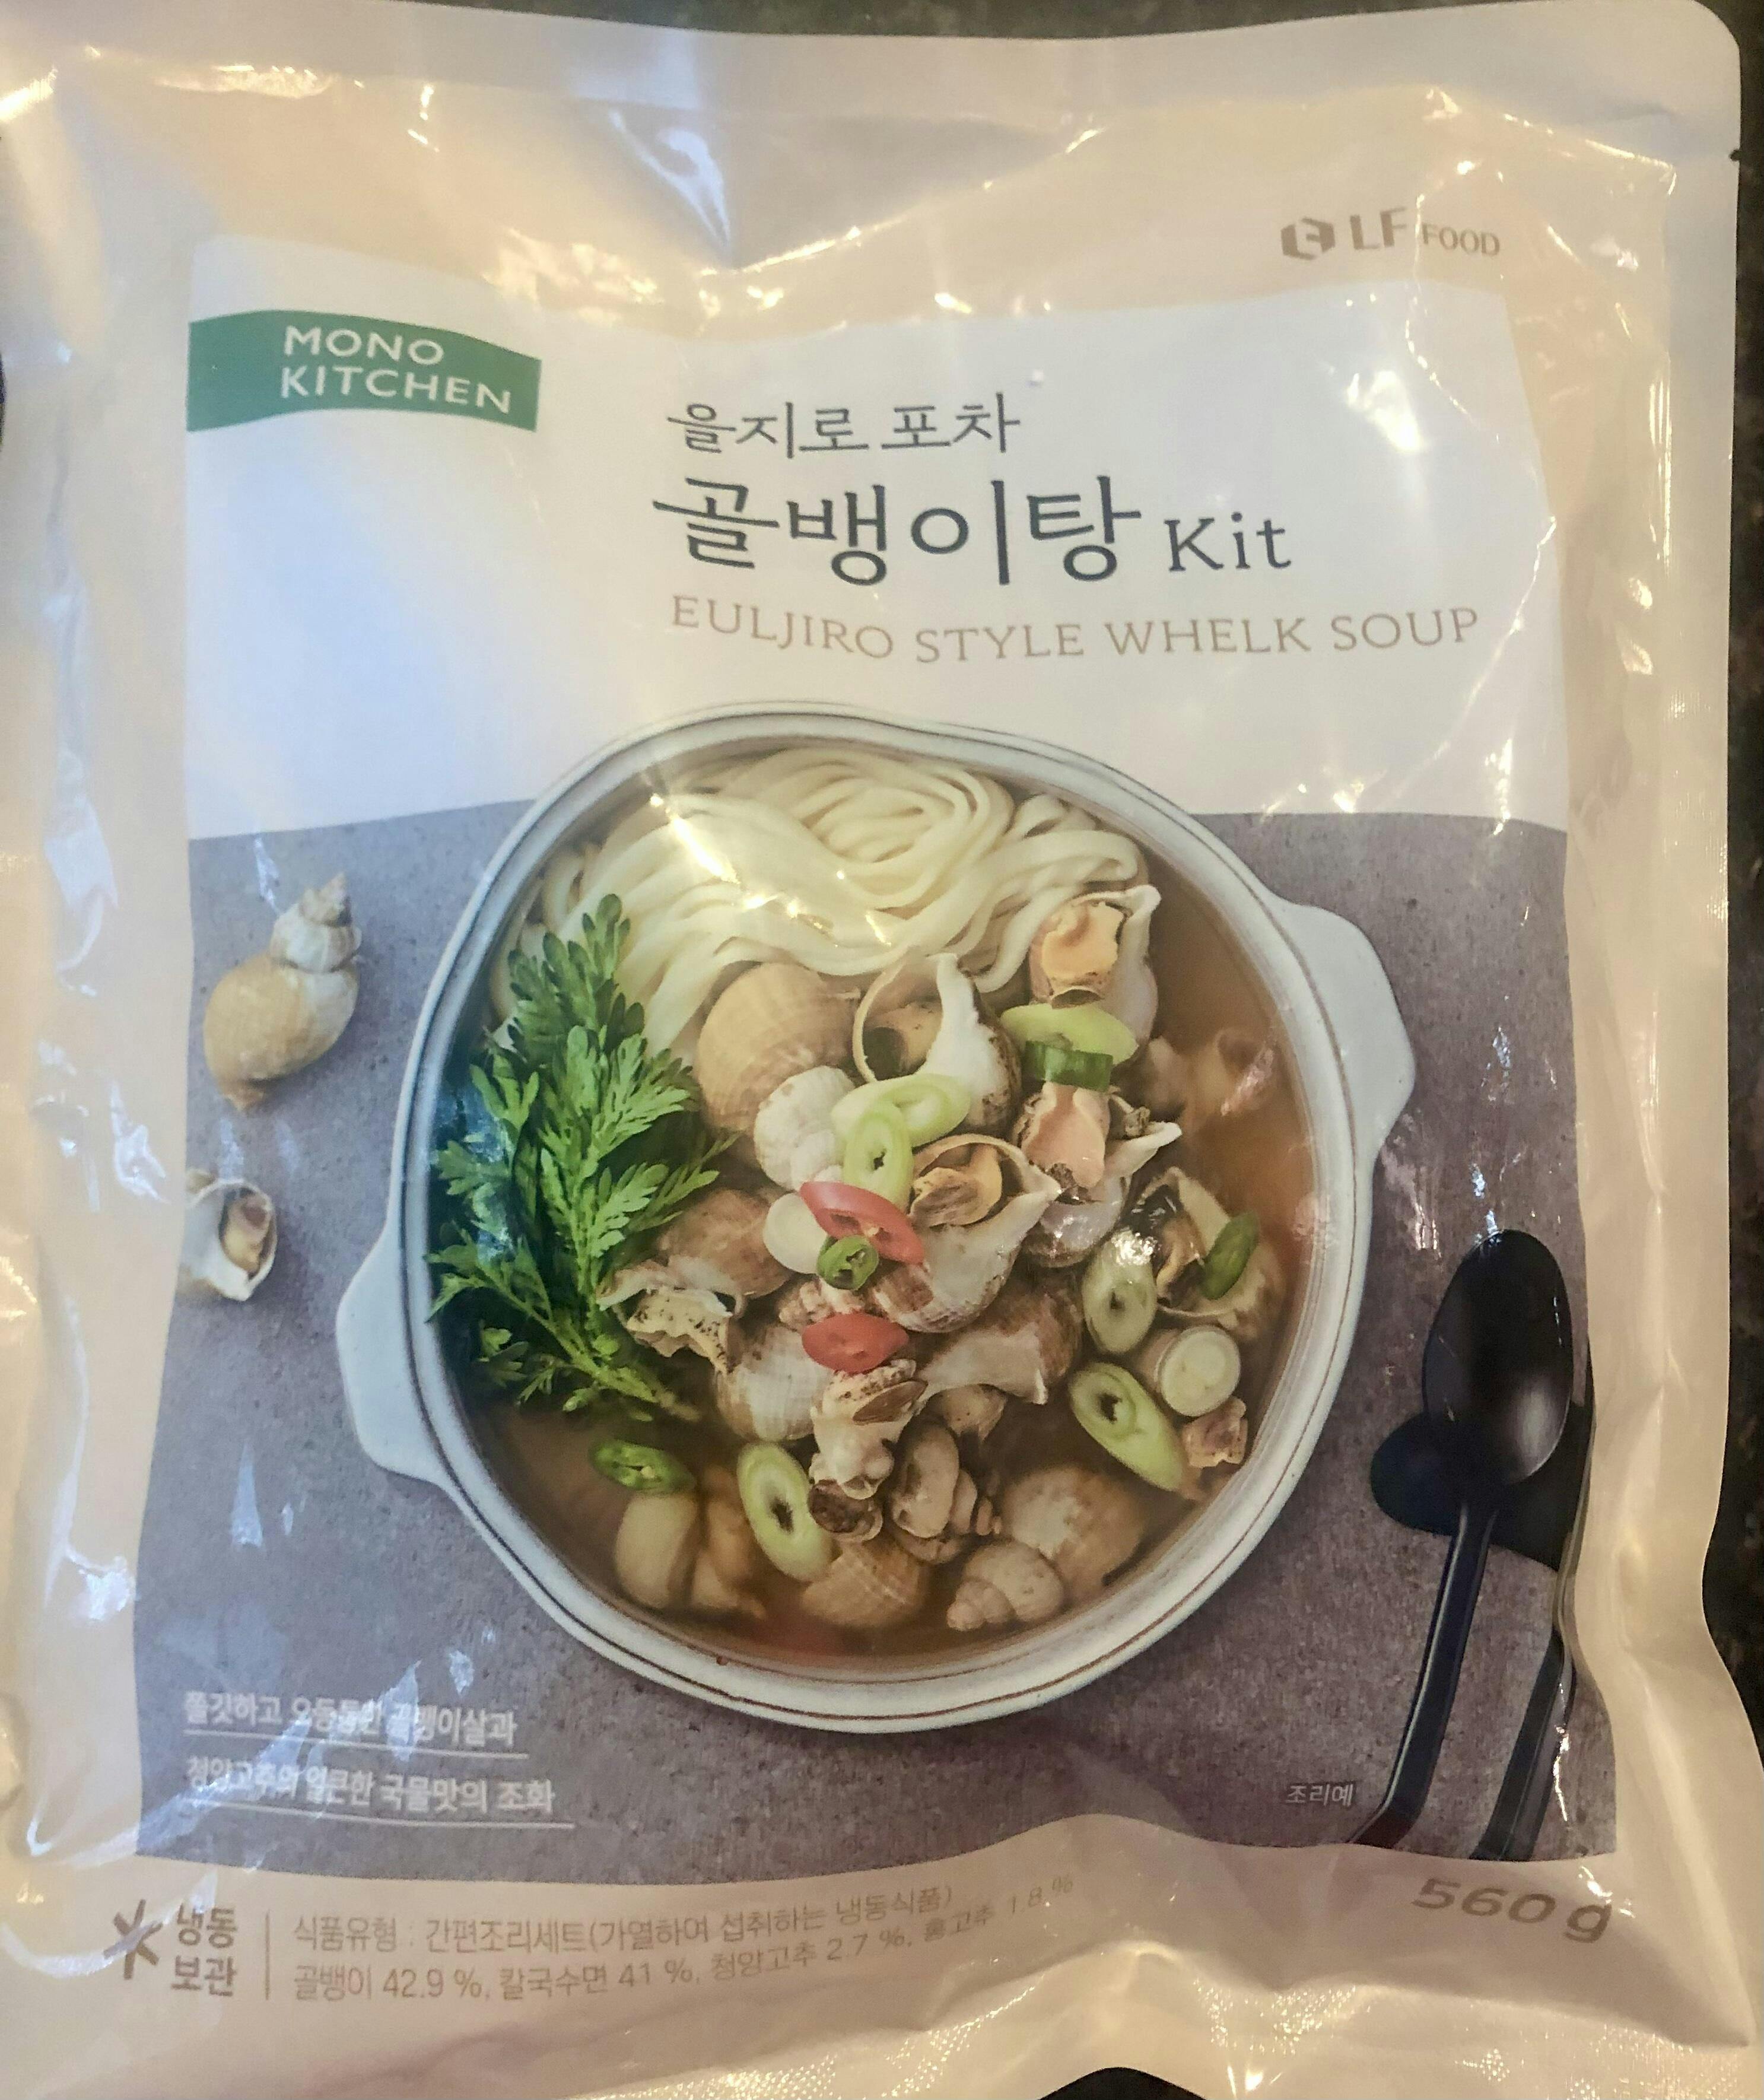 LF FOOD
MONO
KITCHEN
을지로 포차
골뱅이탕 Kit
EULJIRO STYLE WHELK SOUP
쫄깃하고 오동통한 골뱅이살과
청양고추의 얼큰한 국물맛의 조화
조리예
560 g
냉동
보관
식품유형 : 간편조리세트(가열하여 섭취하는 냉동식품)
골뱅이 42.9 %, 칼국수면 41 %, 청양고추 2.7 %, 홍고추 1.8 %